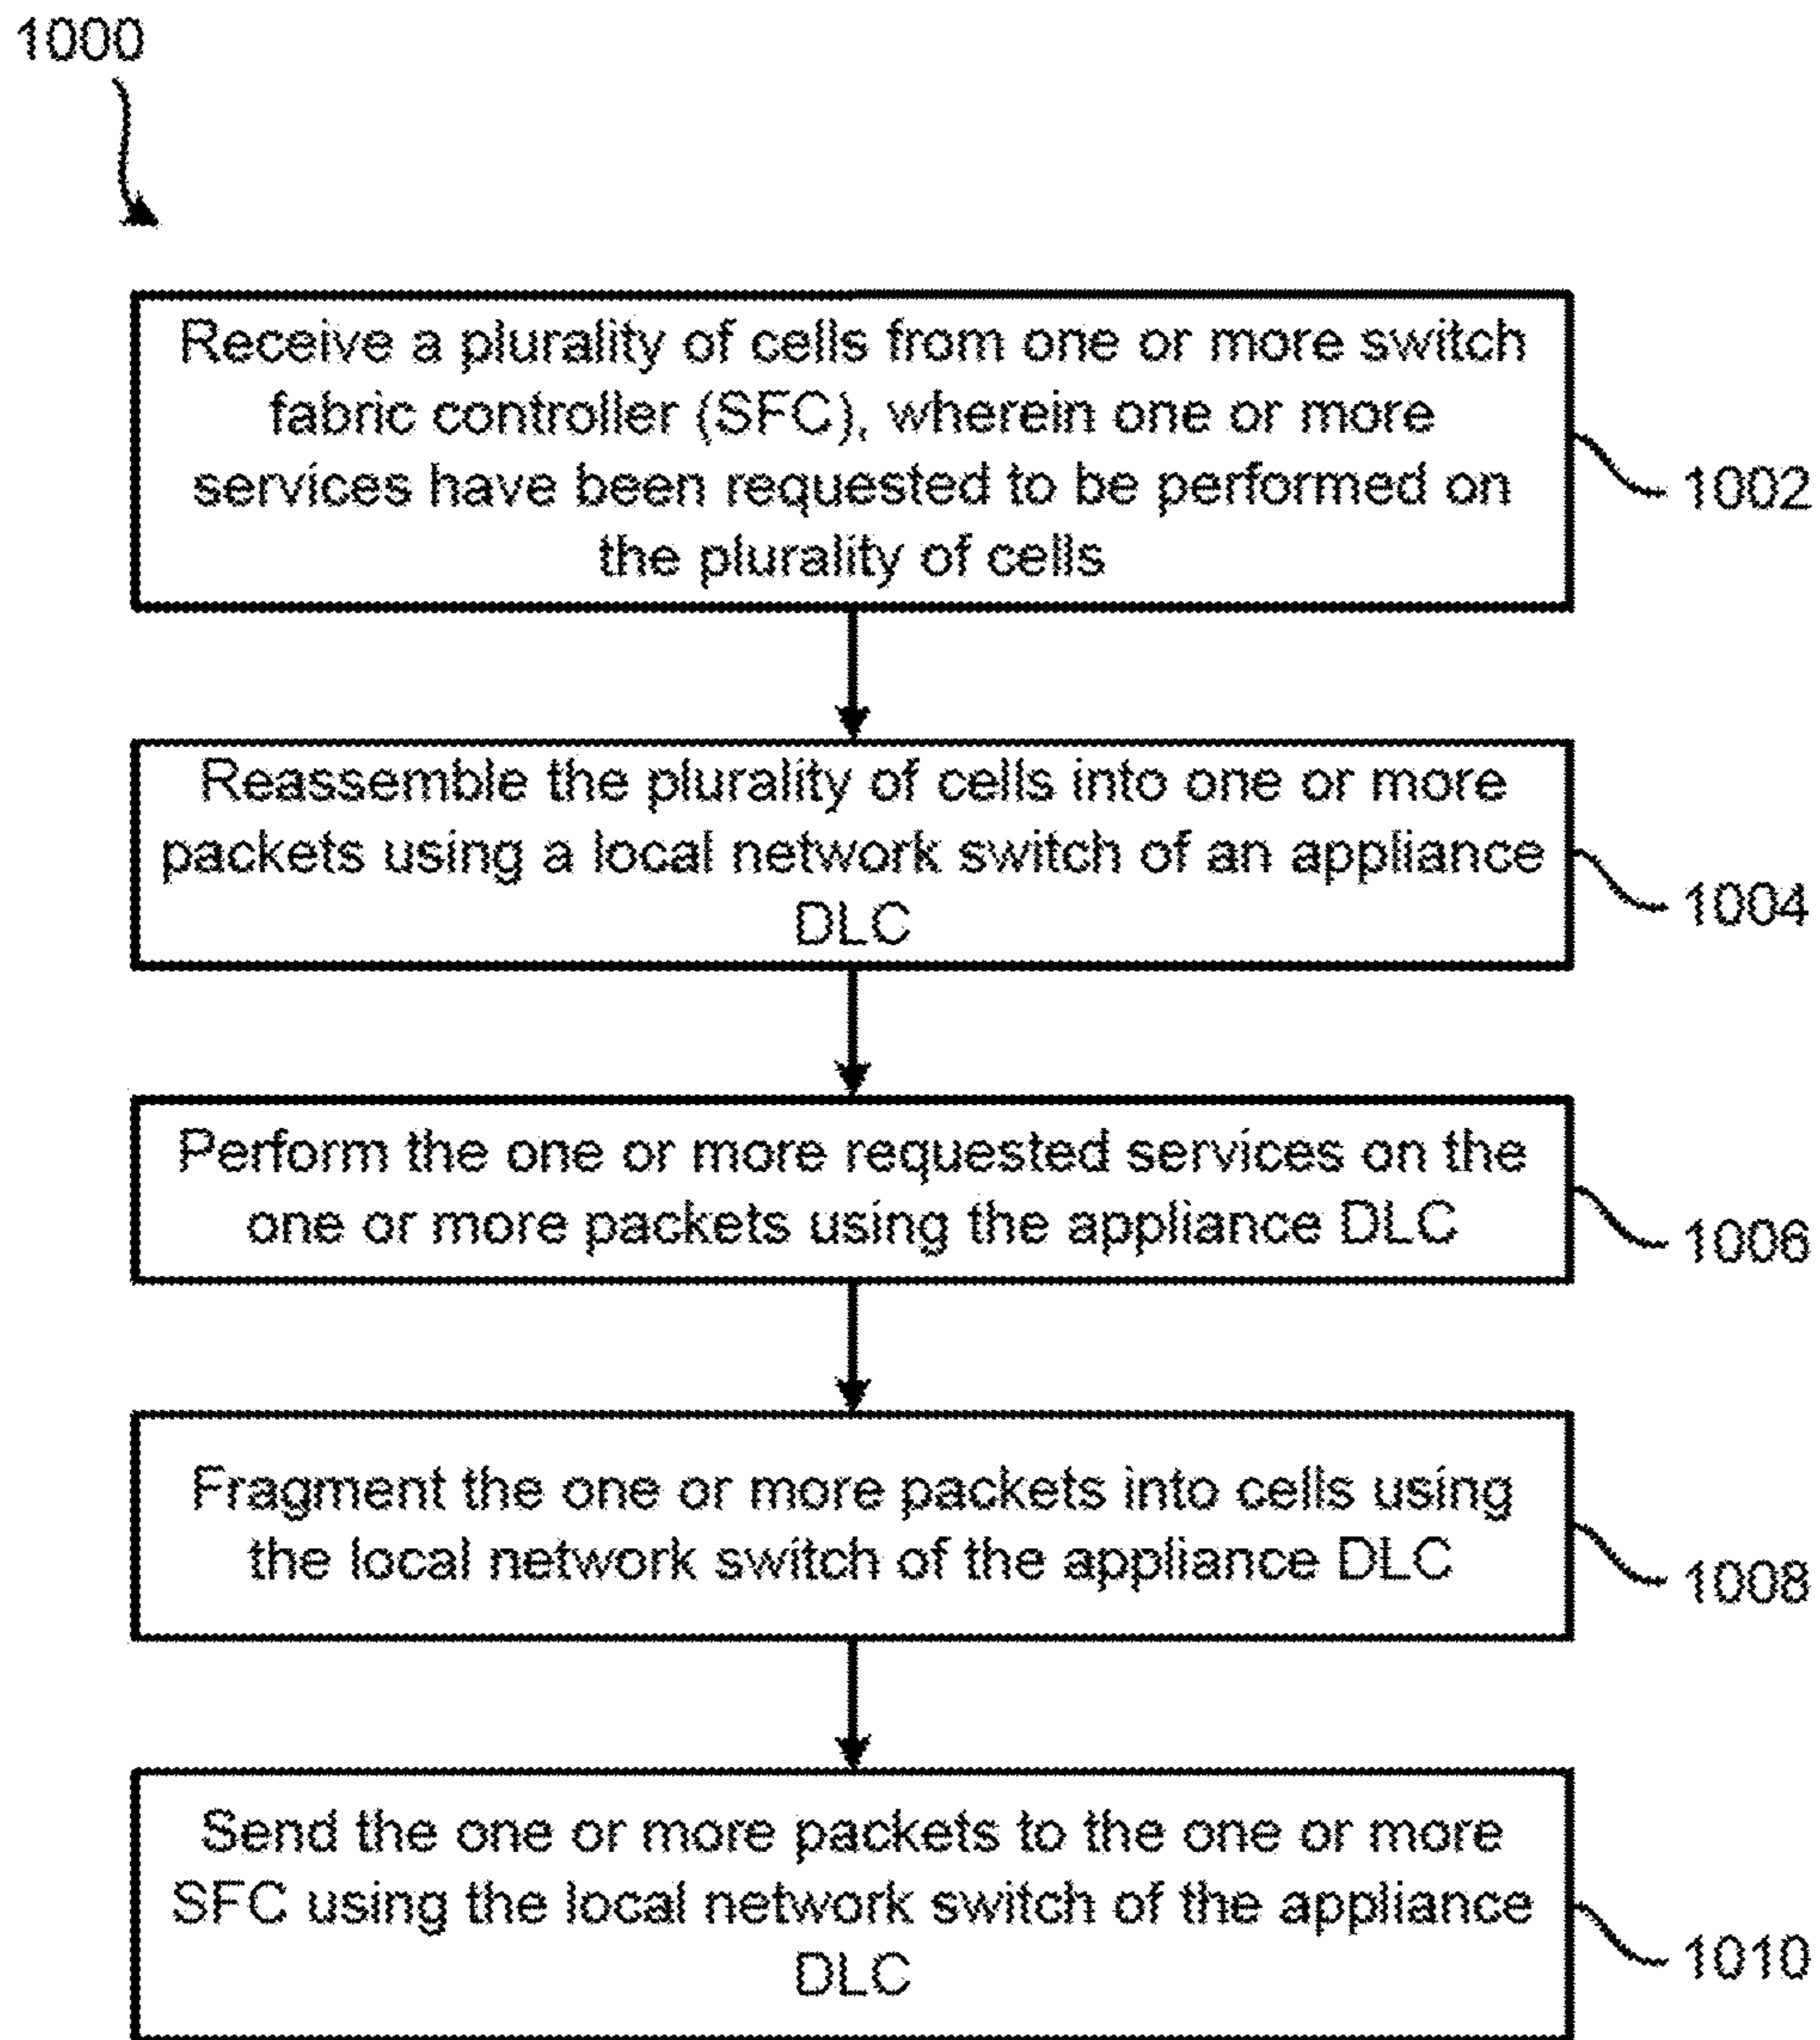 1000
Receive a plurality of cells from one or more switch
fabric controller (SFC), wherein one or more
services have been requested to be performed on
the plurality of cells
1002
Reassemble the plurality of cells into one or more
packets using a local network switch of an appliance
DLC
1004
Perform the one or more requested services on the
one or more packets using the appliance DLC
1006
Fragment the one or more packets into cells using
the local network switch of the appliance DLC
1008
Send the one or more packets to the one or more
SFC using the local network switch of the appliance
DLC
1010